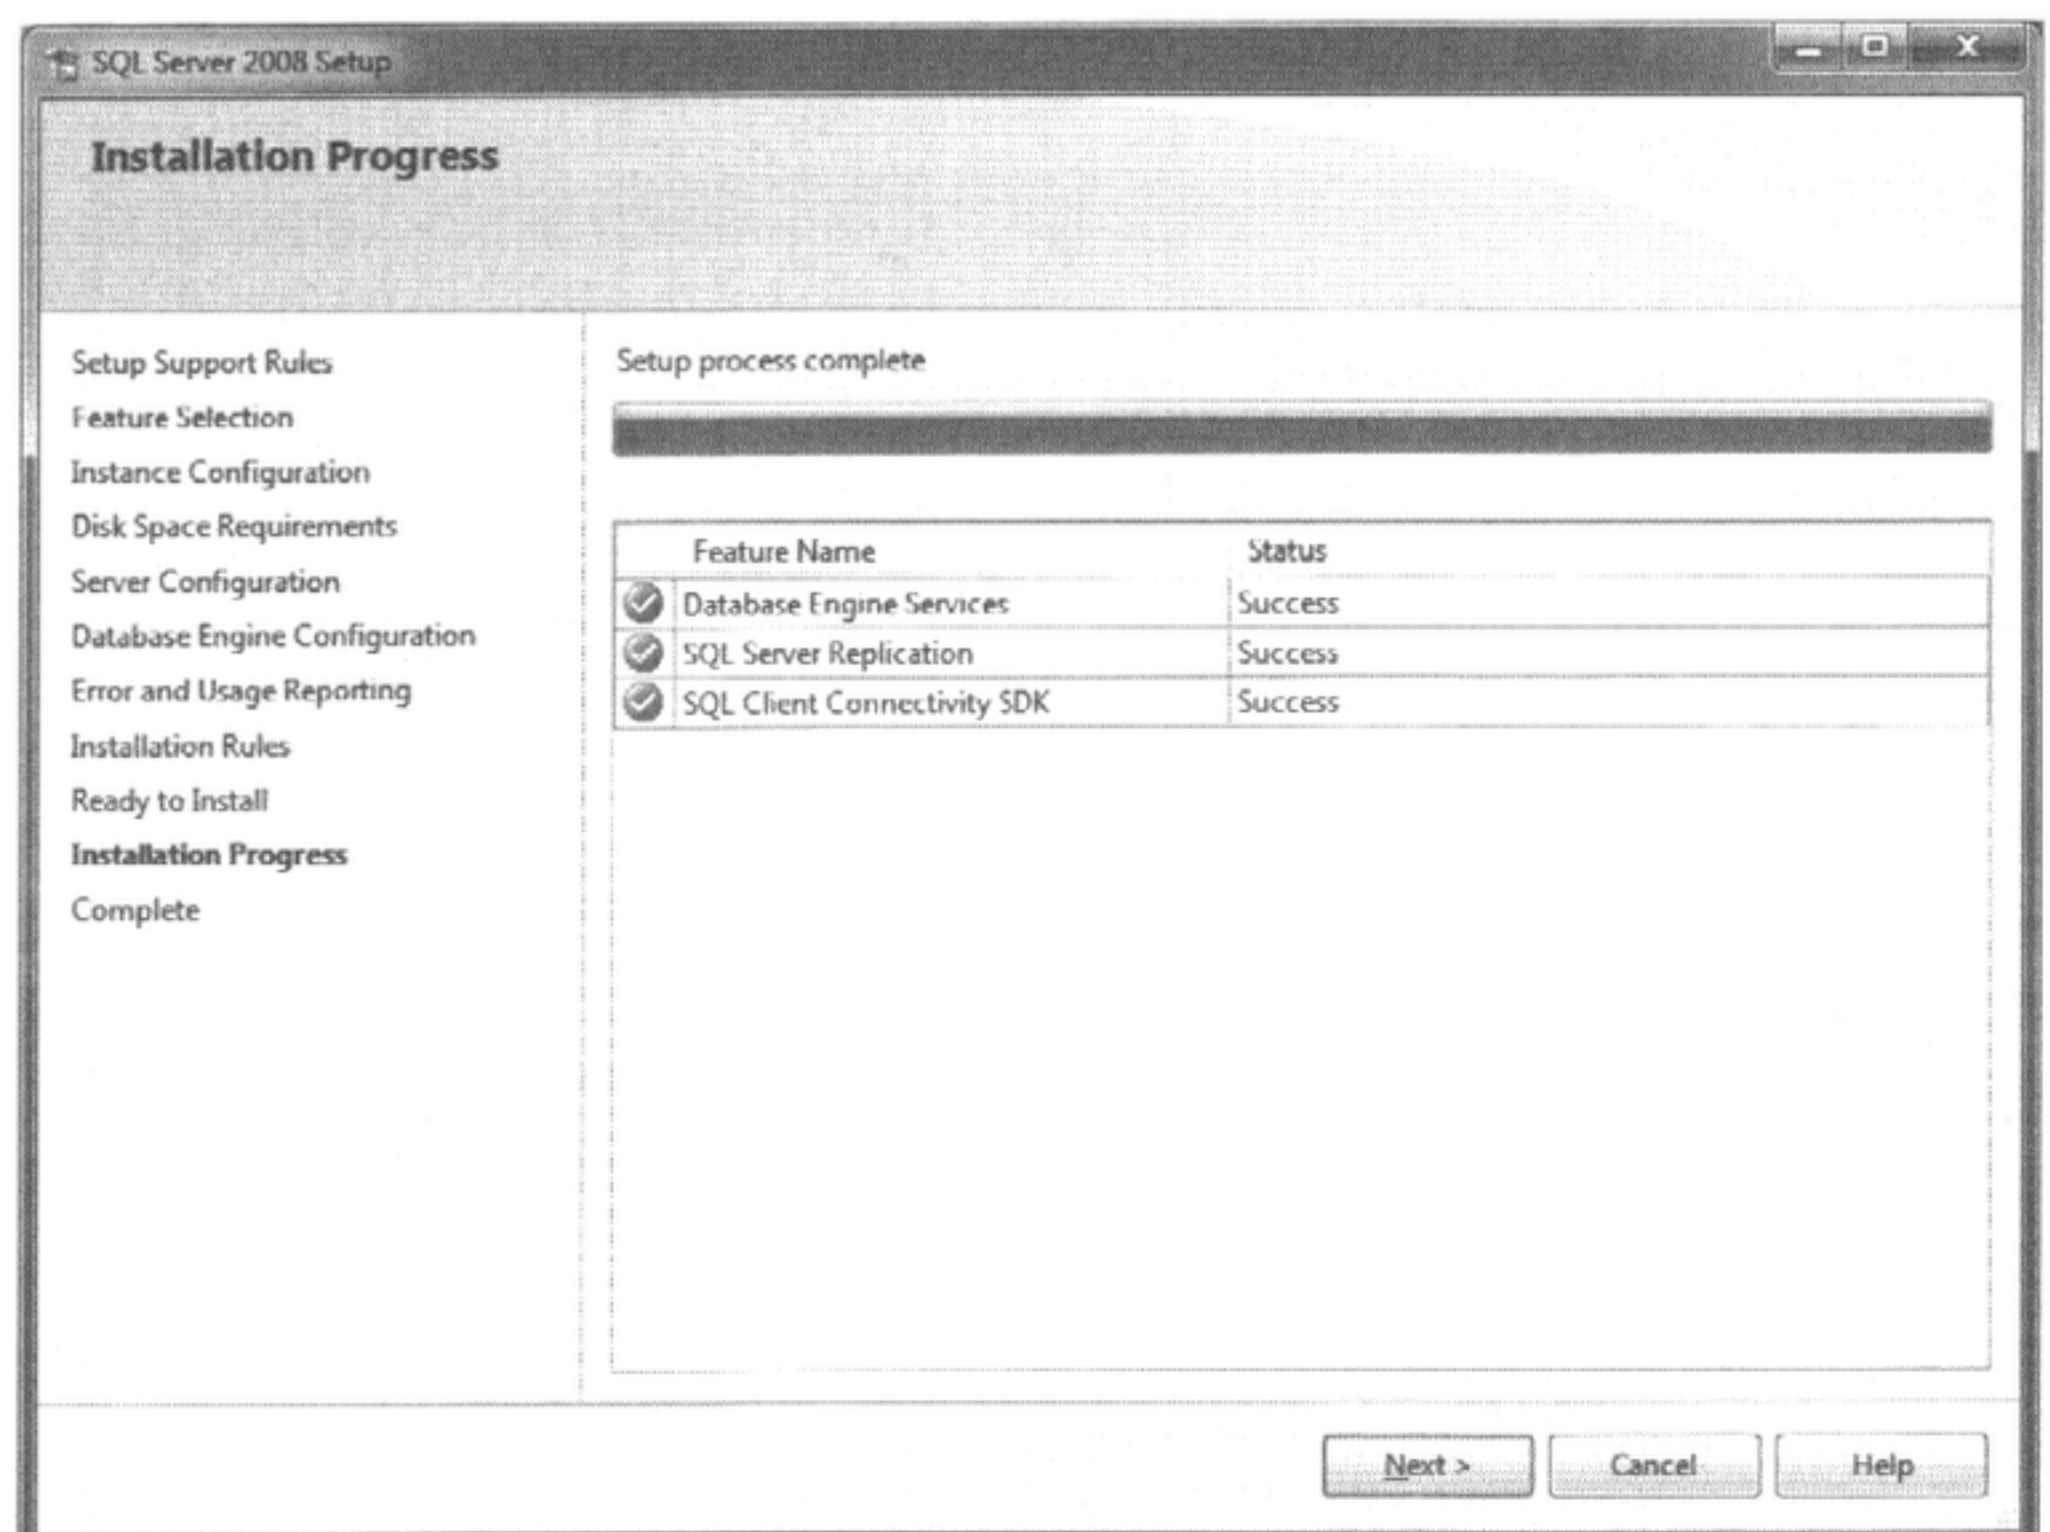 SQL Server 2008 Setup
Installation Progress
Setup Support Rules
Feature Selection
Instance Configuration
Disk Space Requirements
Server Configuration
Database Engine Configuration
Error and Usage Reporting
Installation Rules
Ready to Install
Installation Progress
Complete
Setup process complete
Feature Name Status
Database Engine Services Success
SQL Server Replication Success
SQL Client Connectivity SDK Success
Next > Cancel Help